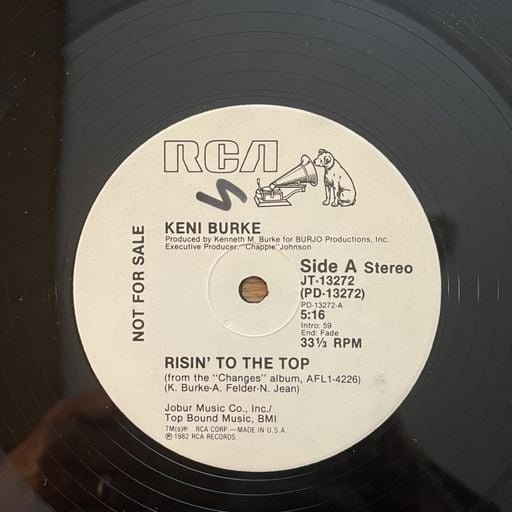 RCA
KENI BURKE
Produced by Kenneth M. Burke for BURJO Productions, Inc.
Executive Producer: "Chapple" Johnson
NOT FOR SALE
Side A Stereo
JT-13272
(PD-13272)
PD-13272-A
5:16
Intro: 59
End: Fade
33⅓ RPM
RISIN' TO THE TOP
(from the "Changes" album, AFL1-4226)
(K. Burke-A. Felder-N. Jean)
Jobur Music Co., Inc./
Top Bound Music, BMI
TM(s)® RCA CORP.—MADE IN U.S.A.
℗ 1982 RCA RECORDS